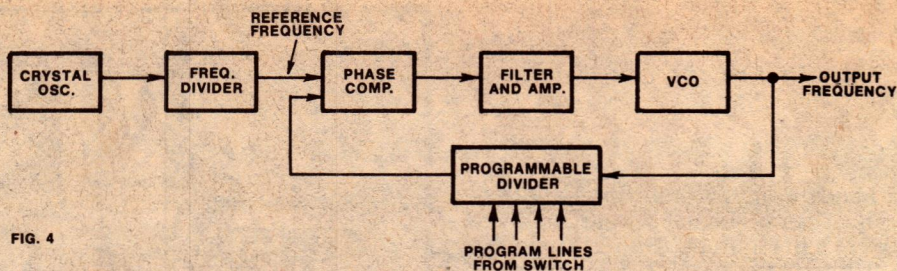 REFERENCE
FREQUENCY
CRYSTAL
OSC.
FREQ.
DIVIDER
PHASE
COMP.
FILTER
AND AMP.
VCO
OUTPUT
FREQUENCY
PROGRAMMABLE
DIVIDER
FIG. 4
PROGRAM LINES
FROM SWITCH